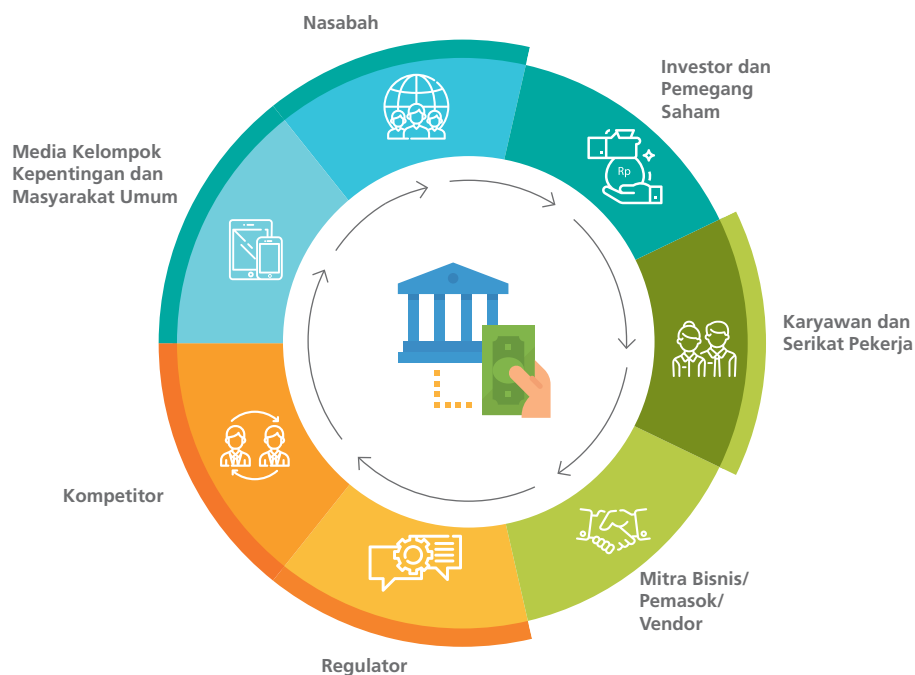 Nasabah
Investor dan
Pemegang
Saham
Rp
Karyawan dan
Serikat Pekerja
Mitra Bisnis/
Pemasok/
Vendor
Regulator
Kompetitor
Media Kelompok
Kepentingan dan
Masyarakat Umum